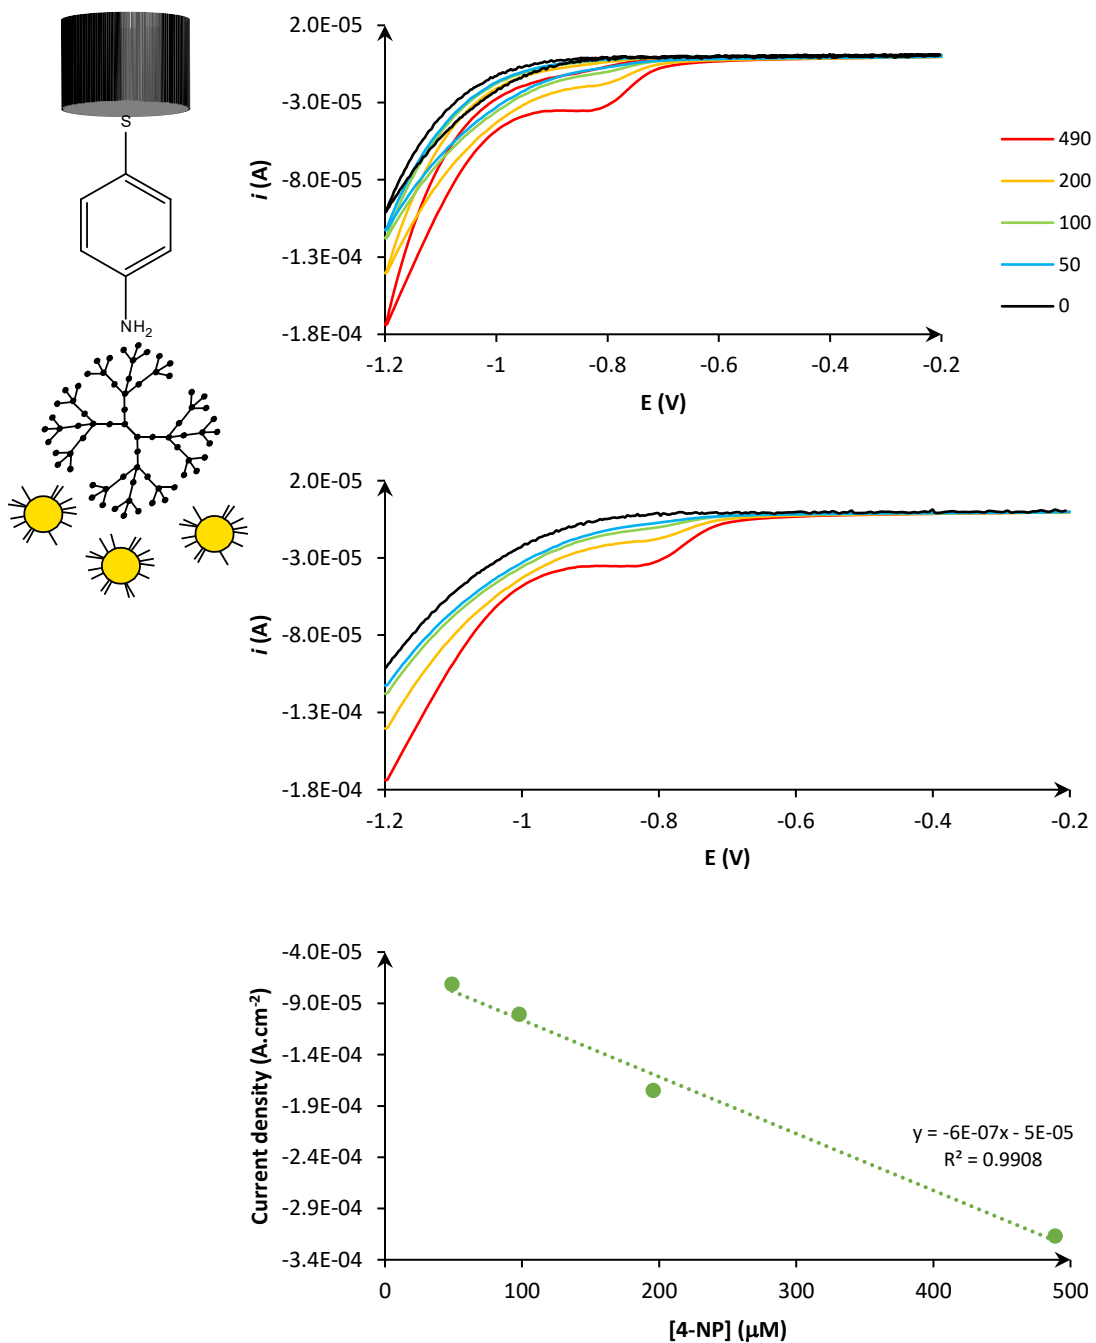 S
NH₂
2.0E-05
-3.0E-05
-8.0E-05
-1.3E-04
-1.8E-04
i (A)
-1.2
-1
-0.8
-0.6
-0.4
-0.2
E (V)
490
200
100
50
0
2.0E-05
-3.0E-05
-8.0E-05
-1.3E-04
-1.8E-04
i (A)
-1.2
-1
-0.8
-0.6
-0.4
-0.2
E (V)
-4.0E-05
-9.0E-05
-1.4E-04
-1.9E-04
-2.4E-04
-2.9E-04
-3.4E-04
Current density (A.cm⁻²)
y = -6E-07x - 5E-05
R² = 0.9908
0
100
200
300
400
500
[4-NP] (µM)